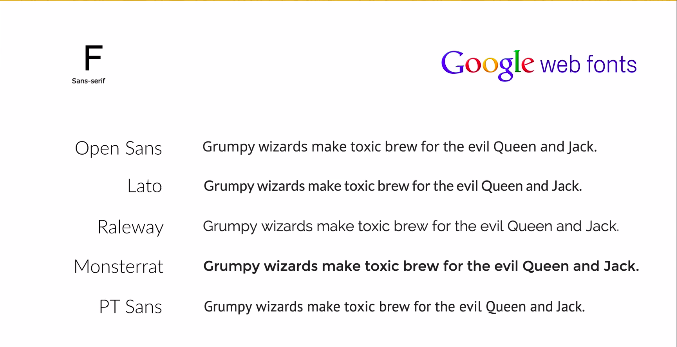 F
Sans-serif
Google web fonts
Open Sans Grumpy wizards make toxic brew for the evil Queen and Jack.
Lato Grumpy wizards make toxic brew for the evil Queen and Jack.
Raleway Grumpy wizards make toxic brew for the evil Queen and Jack.
Monsterrat Grumpy wizards make toxic brew for the evil Queen and Jack.
PT Sans Grumpy wizards make toxic brew for the evil Queen and Jack.